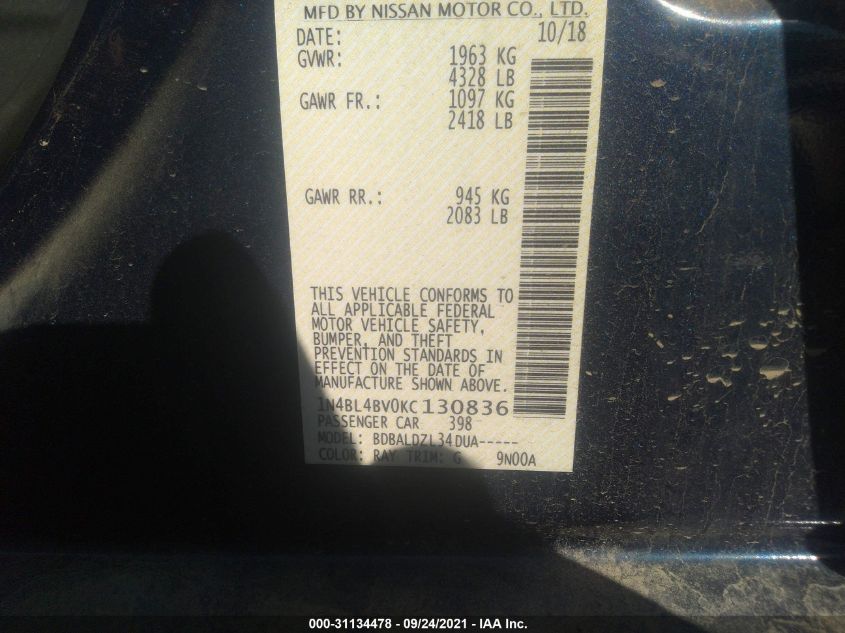 MFD BY NISSAN MOTOR CO., LTD.
DATE: 10/18
GVWR: 1963 KG
4328 LB
GAWR FR.: 1097 KG
2418 LB
GAWR RR.: 945 KG
2083 LB
THIS VEHICLE CONFORMS TO
ALL APPLICABLE FEDERAL
MOTOR VEHICLE SAFETY,
BUMPER, AND THEFT
PREVENTION STANDARDS IN
EFFECT ON THE DATE OF
MANUFACTURE SHOWN ABOVE.
1N4BL4BV0KC130836
PASSENGER CAR 398
MODEL: BDBALDZL34DUA-----
COLOR: RAY TRIM: G 9N00A
000-31134478 - 09/24/2021 - IAA Inc.